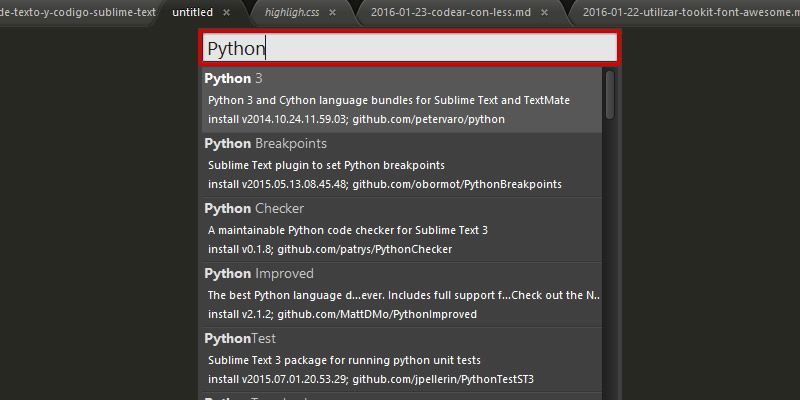 de-texto-y-codigo-sublime-text
untitled
highligh.css
2016-01-23-codear-con-less.md
2016-01-22-utilizar-tookit-font-awesome.m
Python
Python 3
Python 3 and Cython language bundles for Sublime Text and TextMate
install v2014.10.24.11.59.03; github.com/petervaro/python
Python Breakpoints
Sublime Text plugin to set Python breakpoints
install v2015.05.13.08.45.48; github.com/obormot/PythonBreakpoints
Python Checker
A maintainable Python code checker for Sublime Text 3
install v0.1.8; github.com/patrys/PythonChecker
Python Improved
The best Python language d...ever. Includes full support f...Check out the N..
install v2.1.2; github.com/MattDMo/PythonImproved
PythonTest
Sublime Text 3 package for running python unit tests
install v2015.07.01.20.53.29; github.com/jpellerin/PythonTestST3